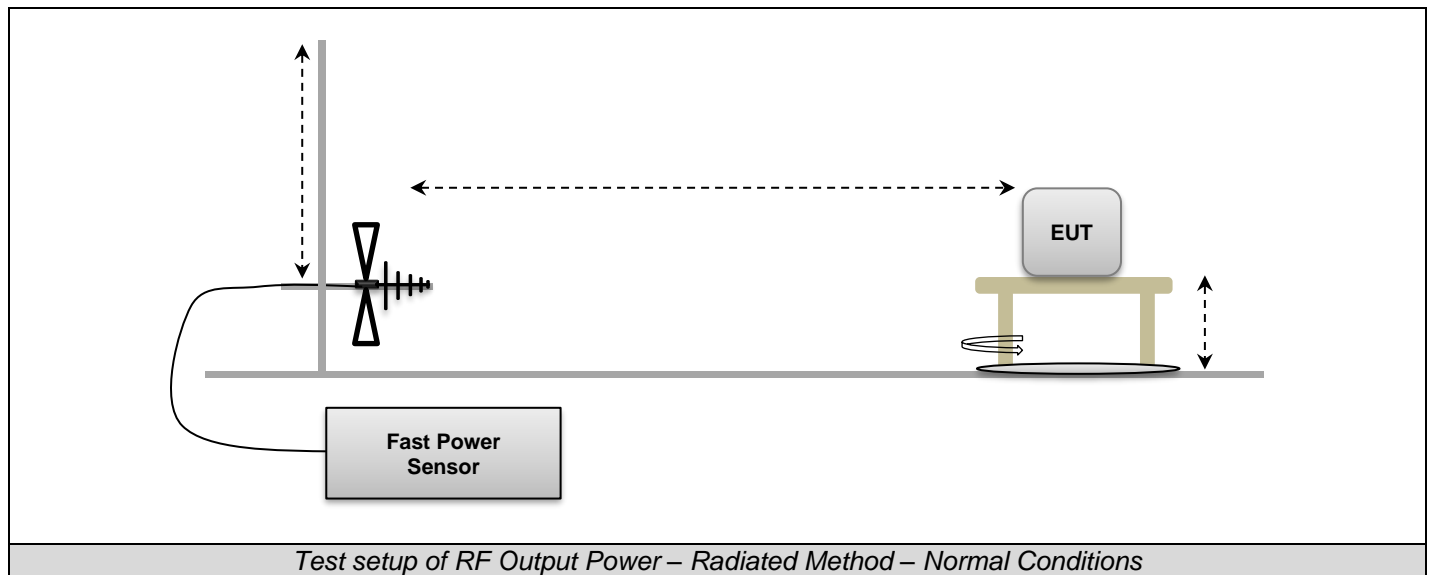 EUT
Fast Power
Sensor
Test setup of RF Output Power – Radiated Method – Normal Conditions